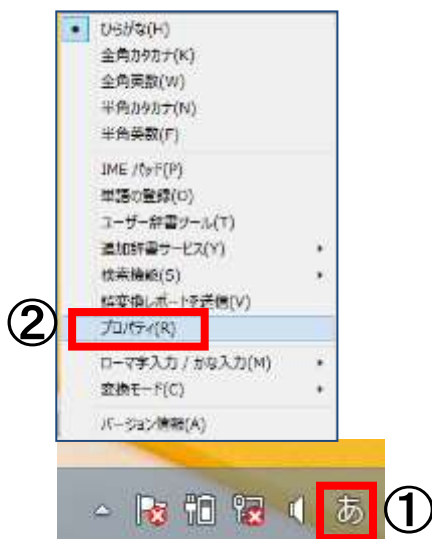 ひらがな(H)
全角カタカナ(K)
全角英数(W)
半角カタカナ(N)
半角英数(F)
IME パッド(P)
単語の登録(O)
ユーザー辞書ツール(T)
追加辞書サービス(Y)
検索機能(S)
誤変換レポートを送信(V)
② プロパティ(R)
ローマ字入力 / かな入力(M)
変換モード(C)
バージョン情報(A)
あ ①